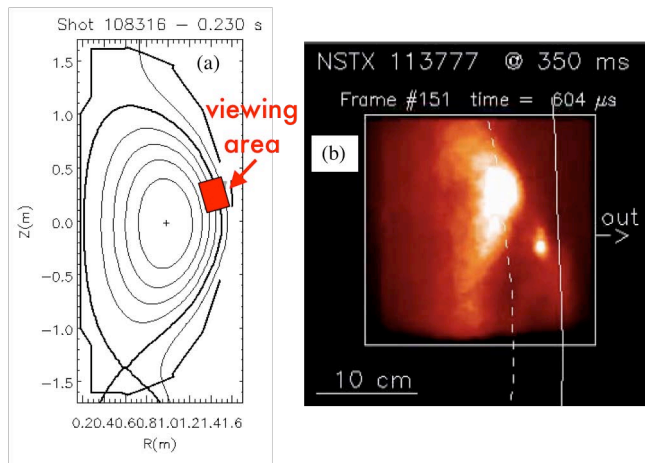 Shot 108316 – 0.230 s
(a)
viewing
area
1.5
1.0
0.5
0.0
−0.5
−1.0
−1.5
Z(m)
0.20.40.60.81.01.21.41.6
R(m)
NSTX 113777 @ 350 ms
Frame #151 time = 604 µs
(b)
out
−>
10 cm